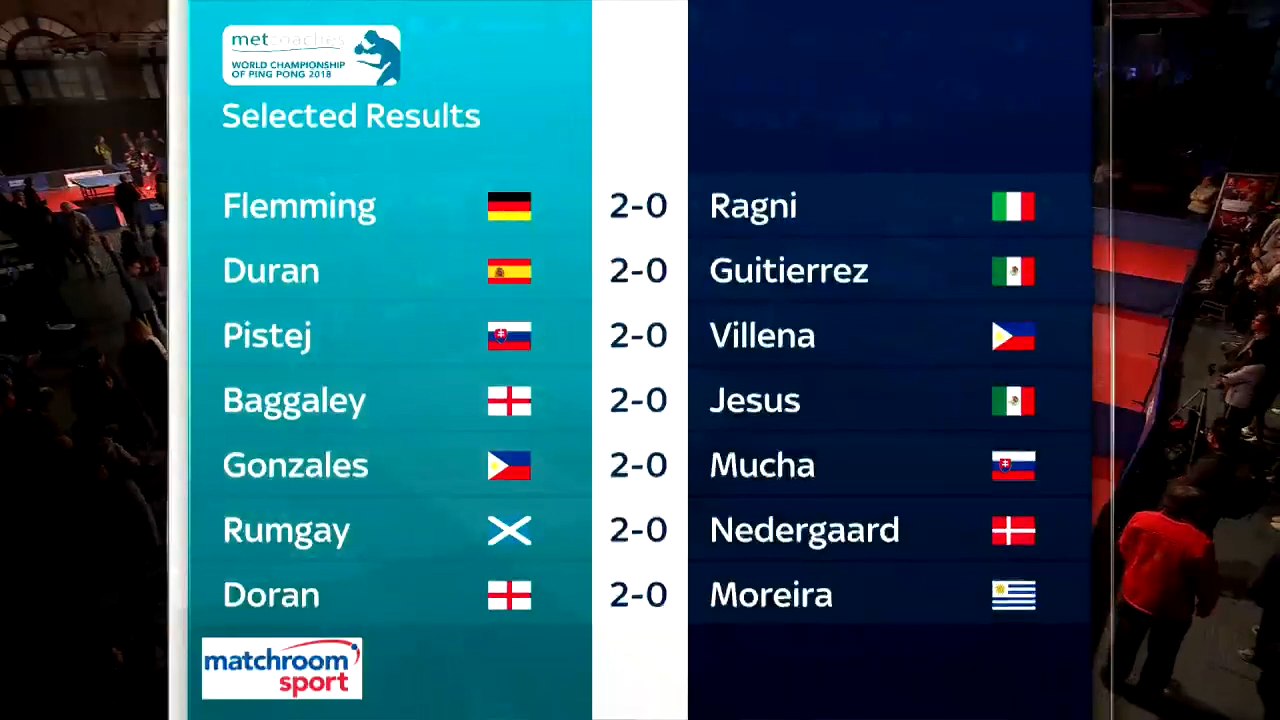 metcoaches
WORLD CHAMPIONSHIP
OF PING PONG 2018
Selected Results
Flemming 2-0 Ragni
Duran 2-0 Guitierrez
Pistej 2-0 Villena
Baggaley 2-0 Jesus
Gonzales 2-0 Mucha
Rumgay 2-0 Nedergaard
Doran 2-0 Moreira
matchroom
sport